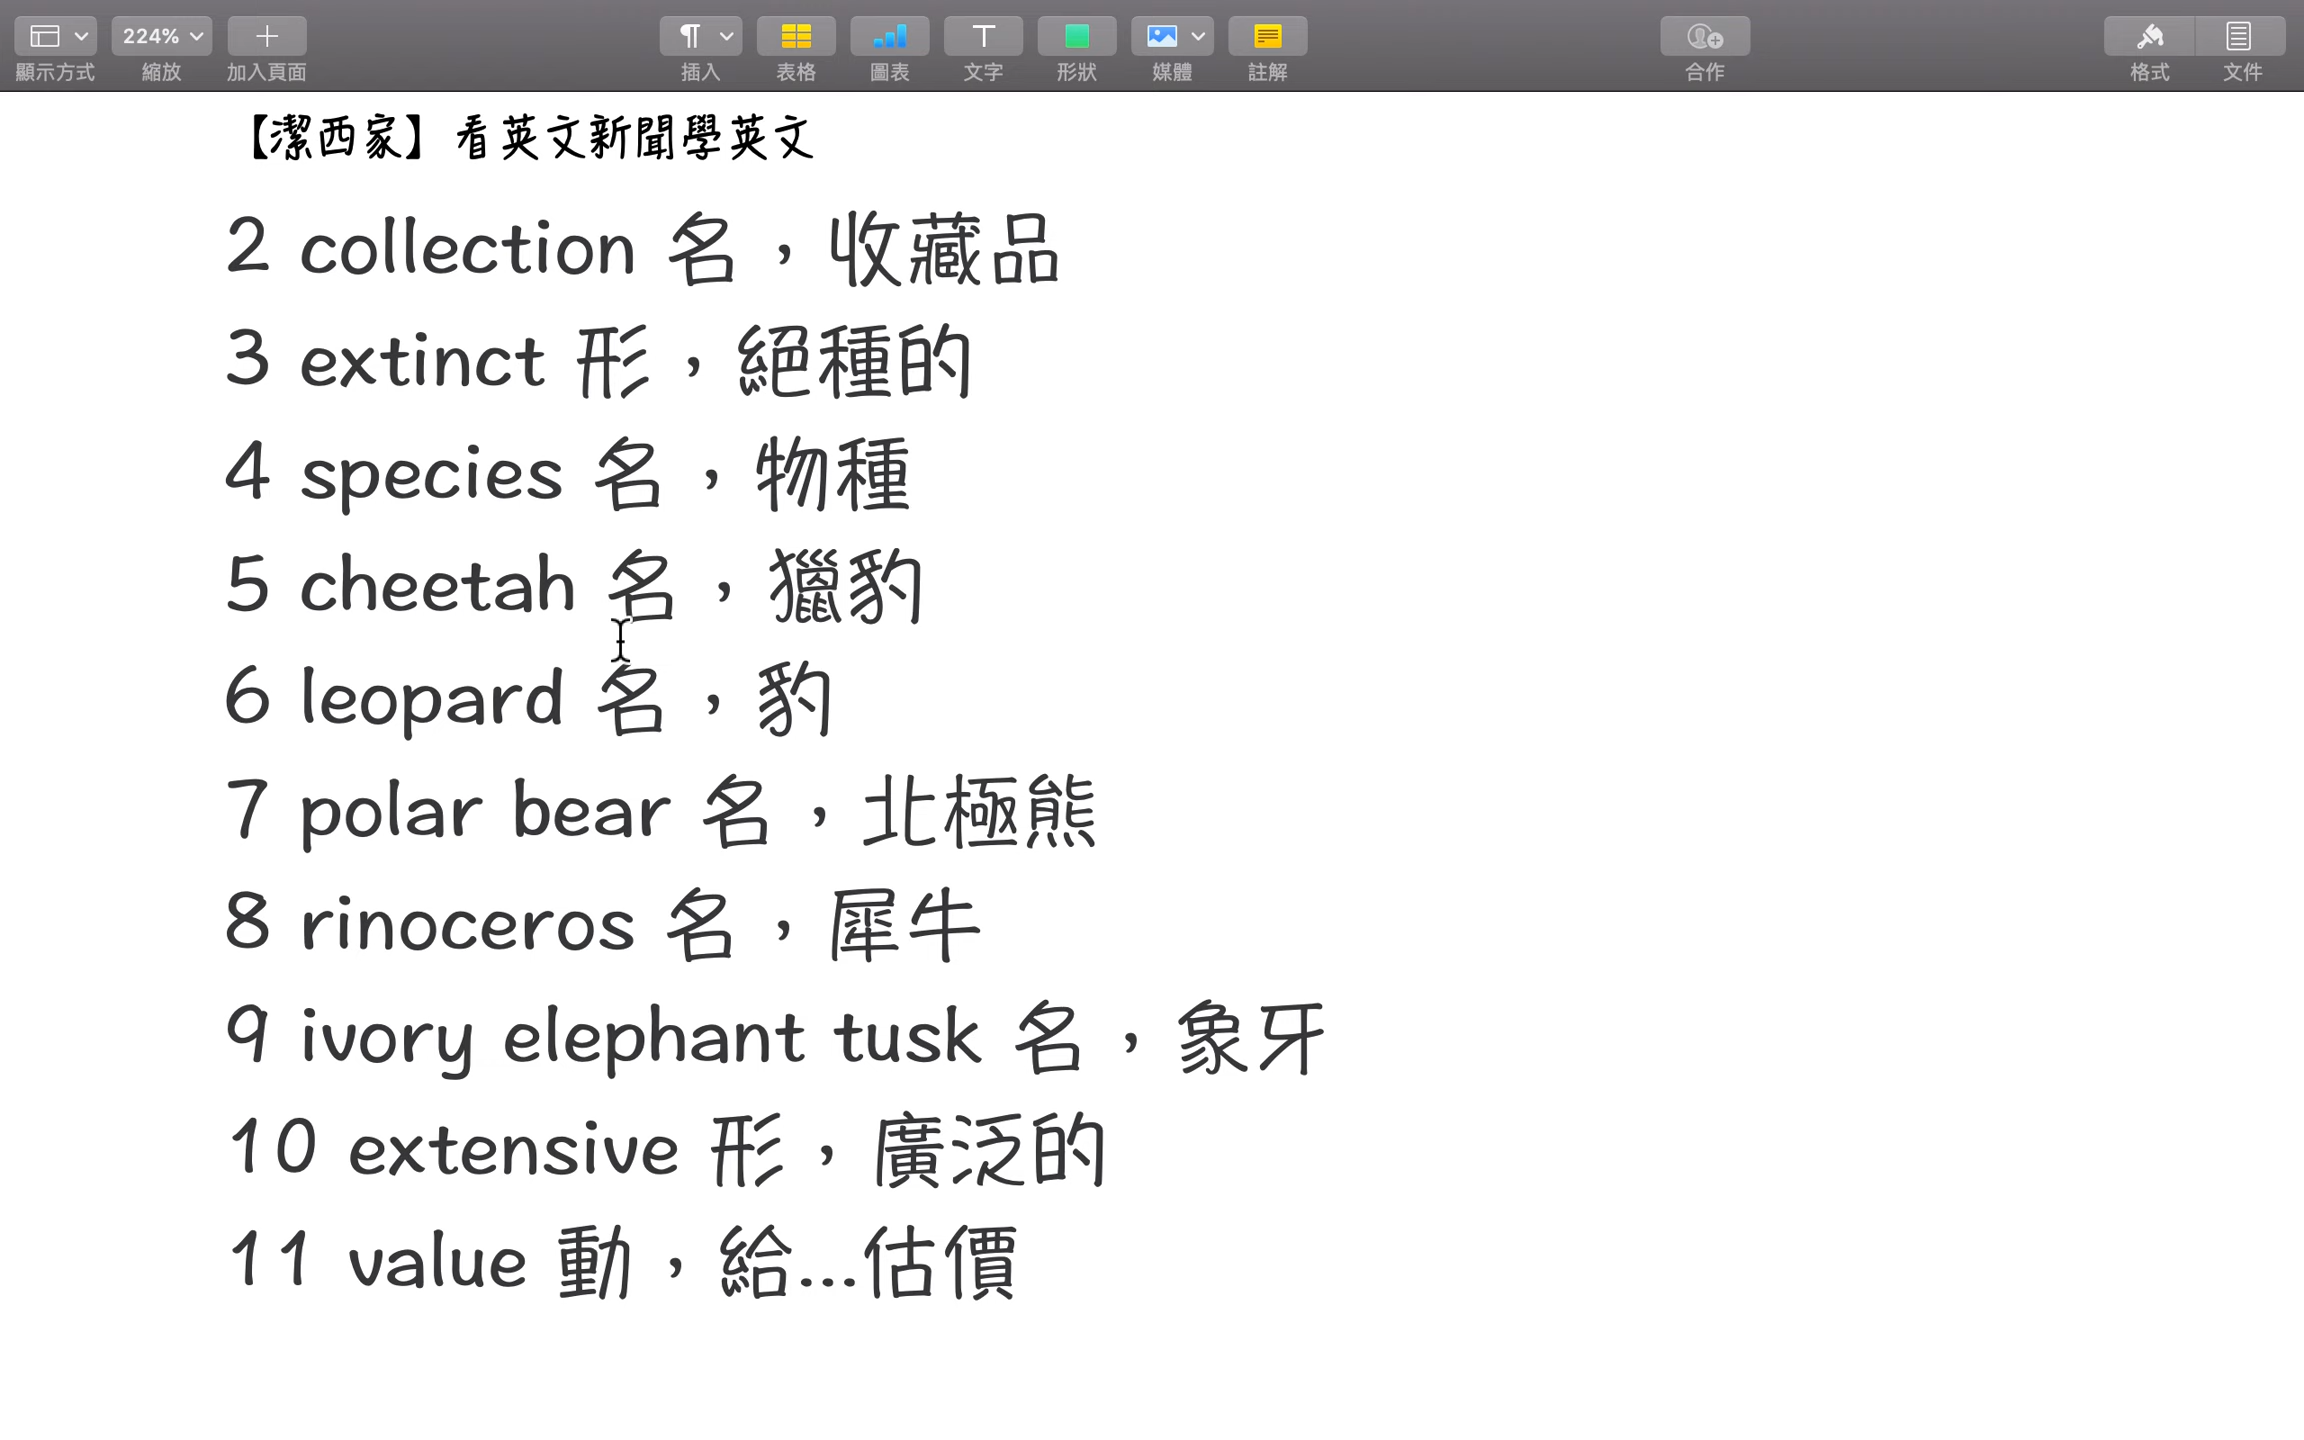 224%
顯示方式 縮放 加入頁面 插入 表格 圖表 文字 形狀 媒體 註解 合作 格式 文件
【潔西家】看英文新聞學英文
2 collection 名，收藏品
3 extinct 形，絕種的
4 species 名，物種
5 cheetah 名，獵豹
6 leopard 名，豹
7 polar bear 名，北極熊
8 rinoceros 名，犀牛
9 ivory elephant tusk 名，象牙
10 extensive 形，廣泛的
11 value 動，給...估價